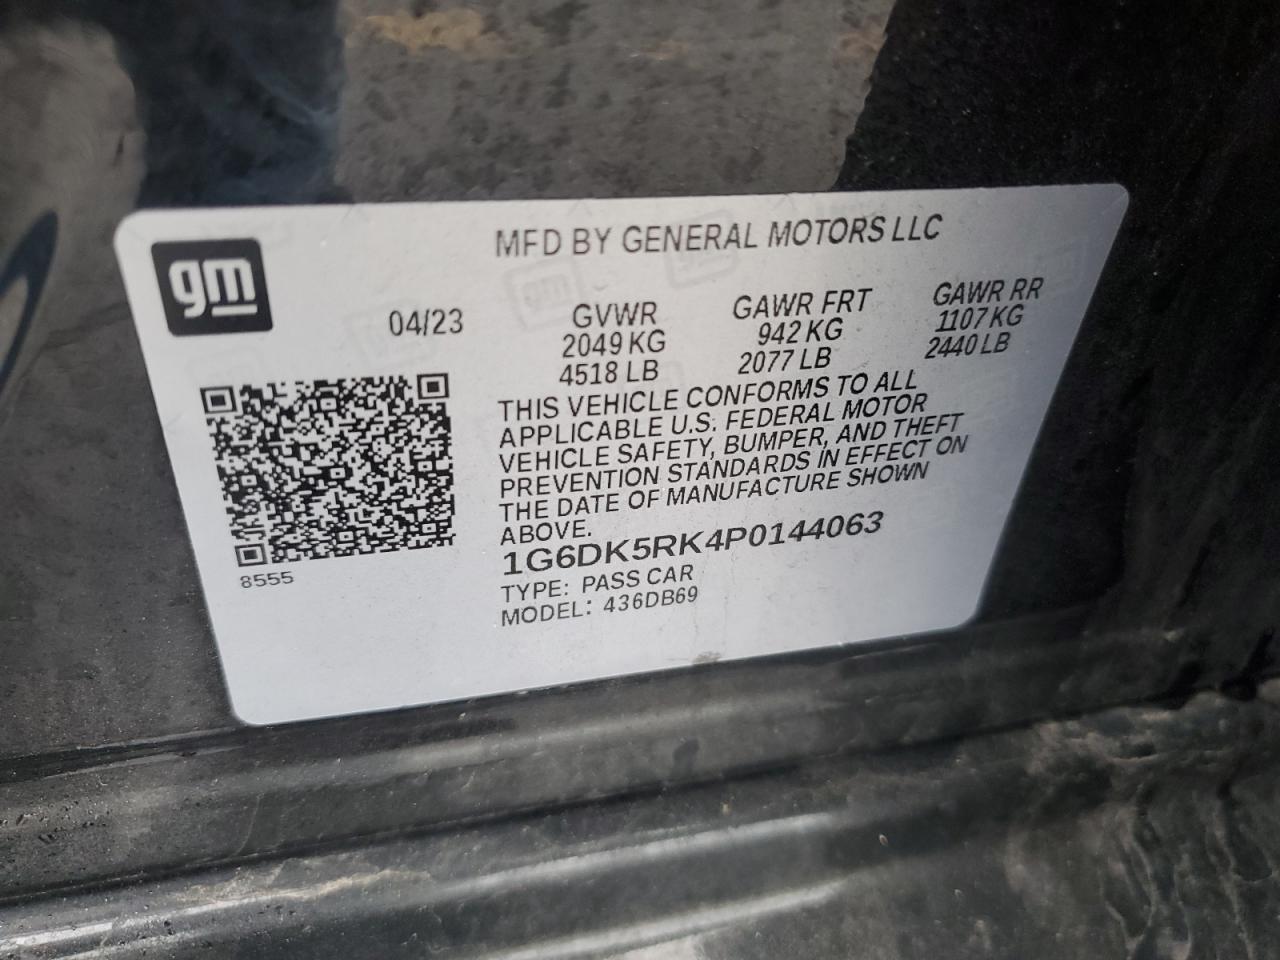 gm
MFD BY GENERAL MOTORS LLC
04/23
GVWR GAWR FRT GAWR RR
2049 KG 942 KG 1107 KG
4518 LB 2077 LB 2440 LB
THIS VEHICLE CONFORMS TO ALL
APPLICABLE U.S. FEDERAL MOTOR
VEHICLE SAFETY, BUMPER, AND THEFT
PREVENTION STANDARDS IN EFFECT ON
THE DATE OF MANUFACTURE SHOWN
ABOVE.
1G6DK5RK4P0144063
TYPE: PASS CAR
MODEL: 436DB69
8555